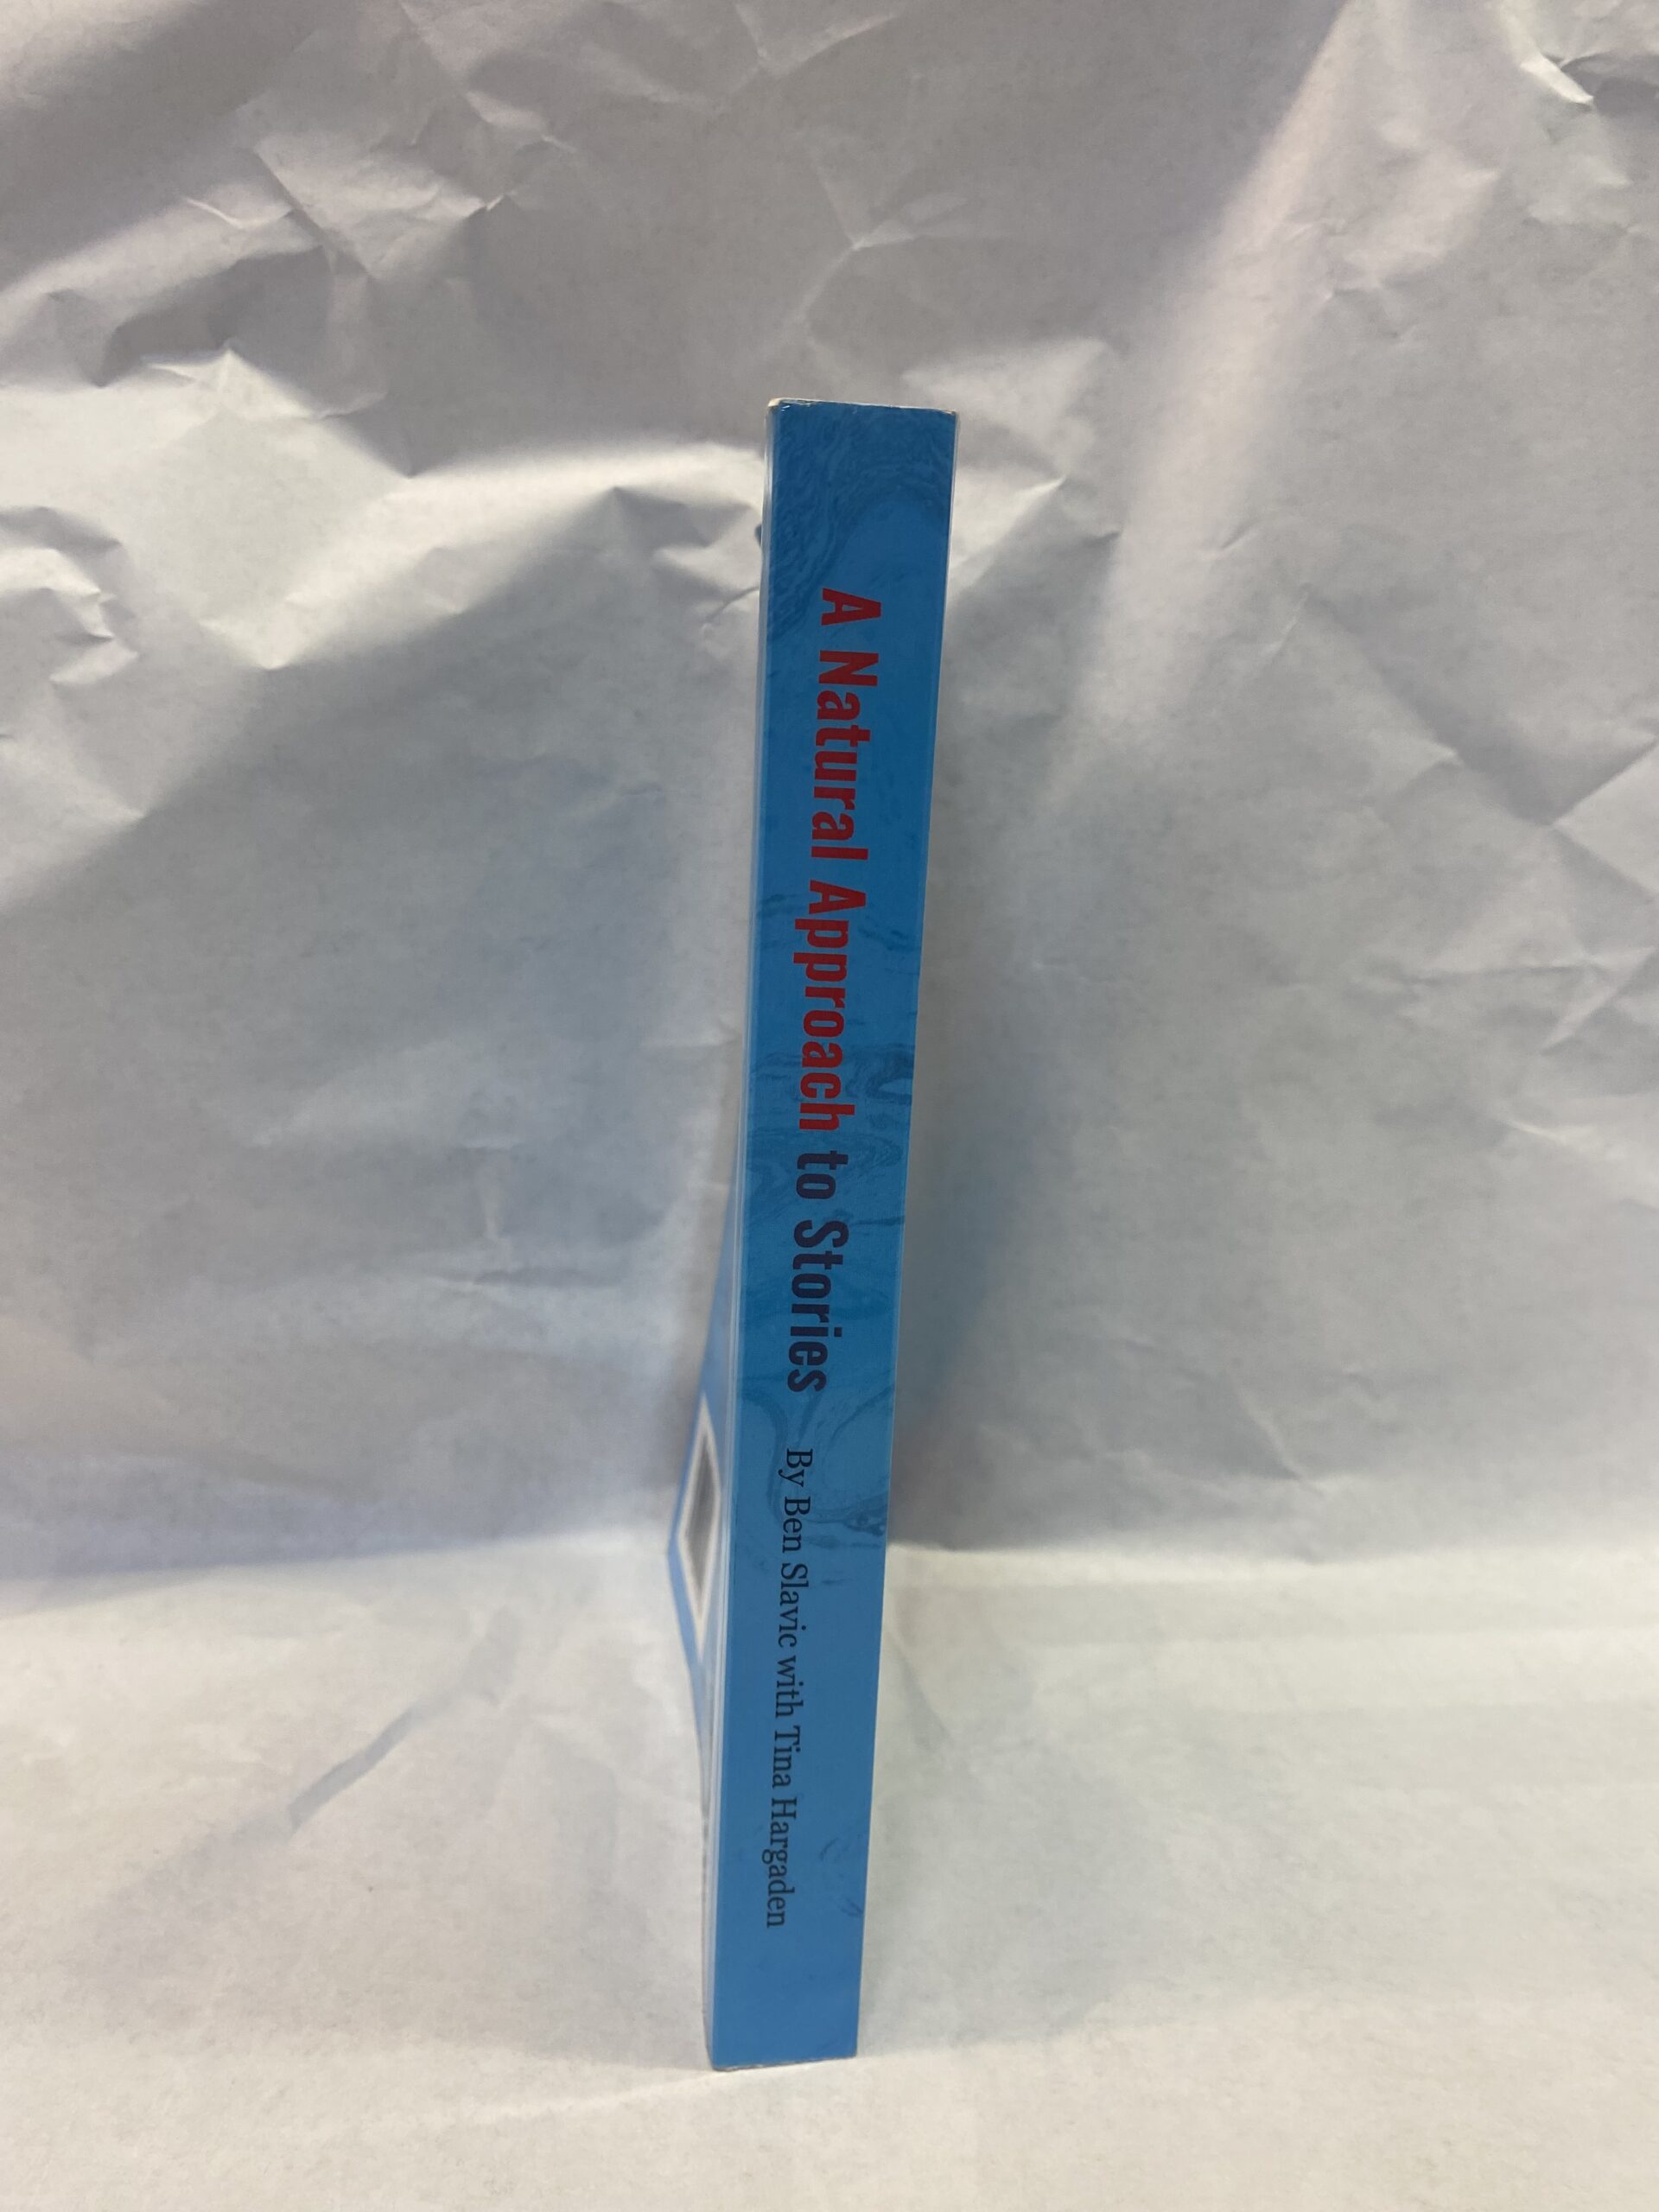 A Natural Approach to Stories By Ben Slavic with Tina Hargaden